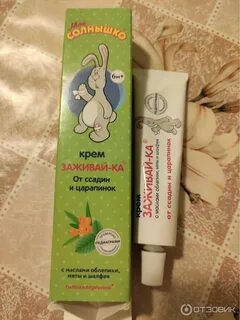 Моё
СОЛНЫШКО
6м+
крем
ЗАЖИВАЙ-КА
От ссадин
и царапинок
ПЕДИАТРАМИ
с маслами облепихи,
мяты и шалфея
гипоаллергенно
крем
ЗАЖИВАЙ-КА
с маслами облепихи, мяты и шалфея
от ссадин и царапинок
ОТЗОВИК